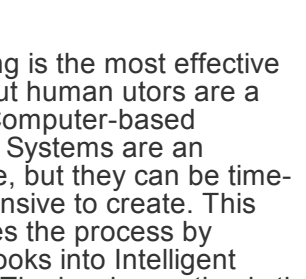 ng is the most effective
ut human utors are a
Computer-based
Systems are an
e, but they can be time-
nsive to create. This
es the process by
ooks into Intelligent